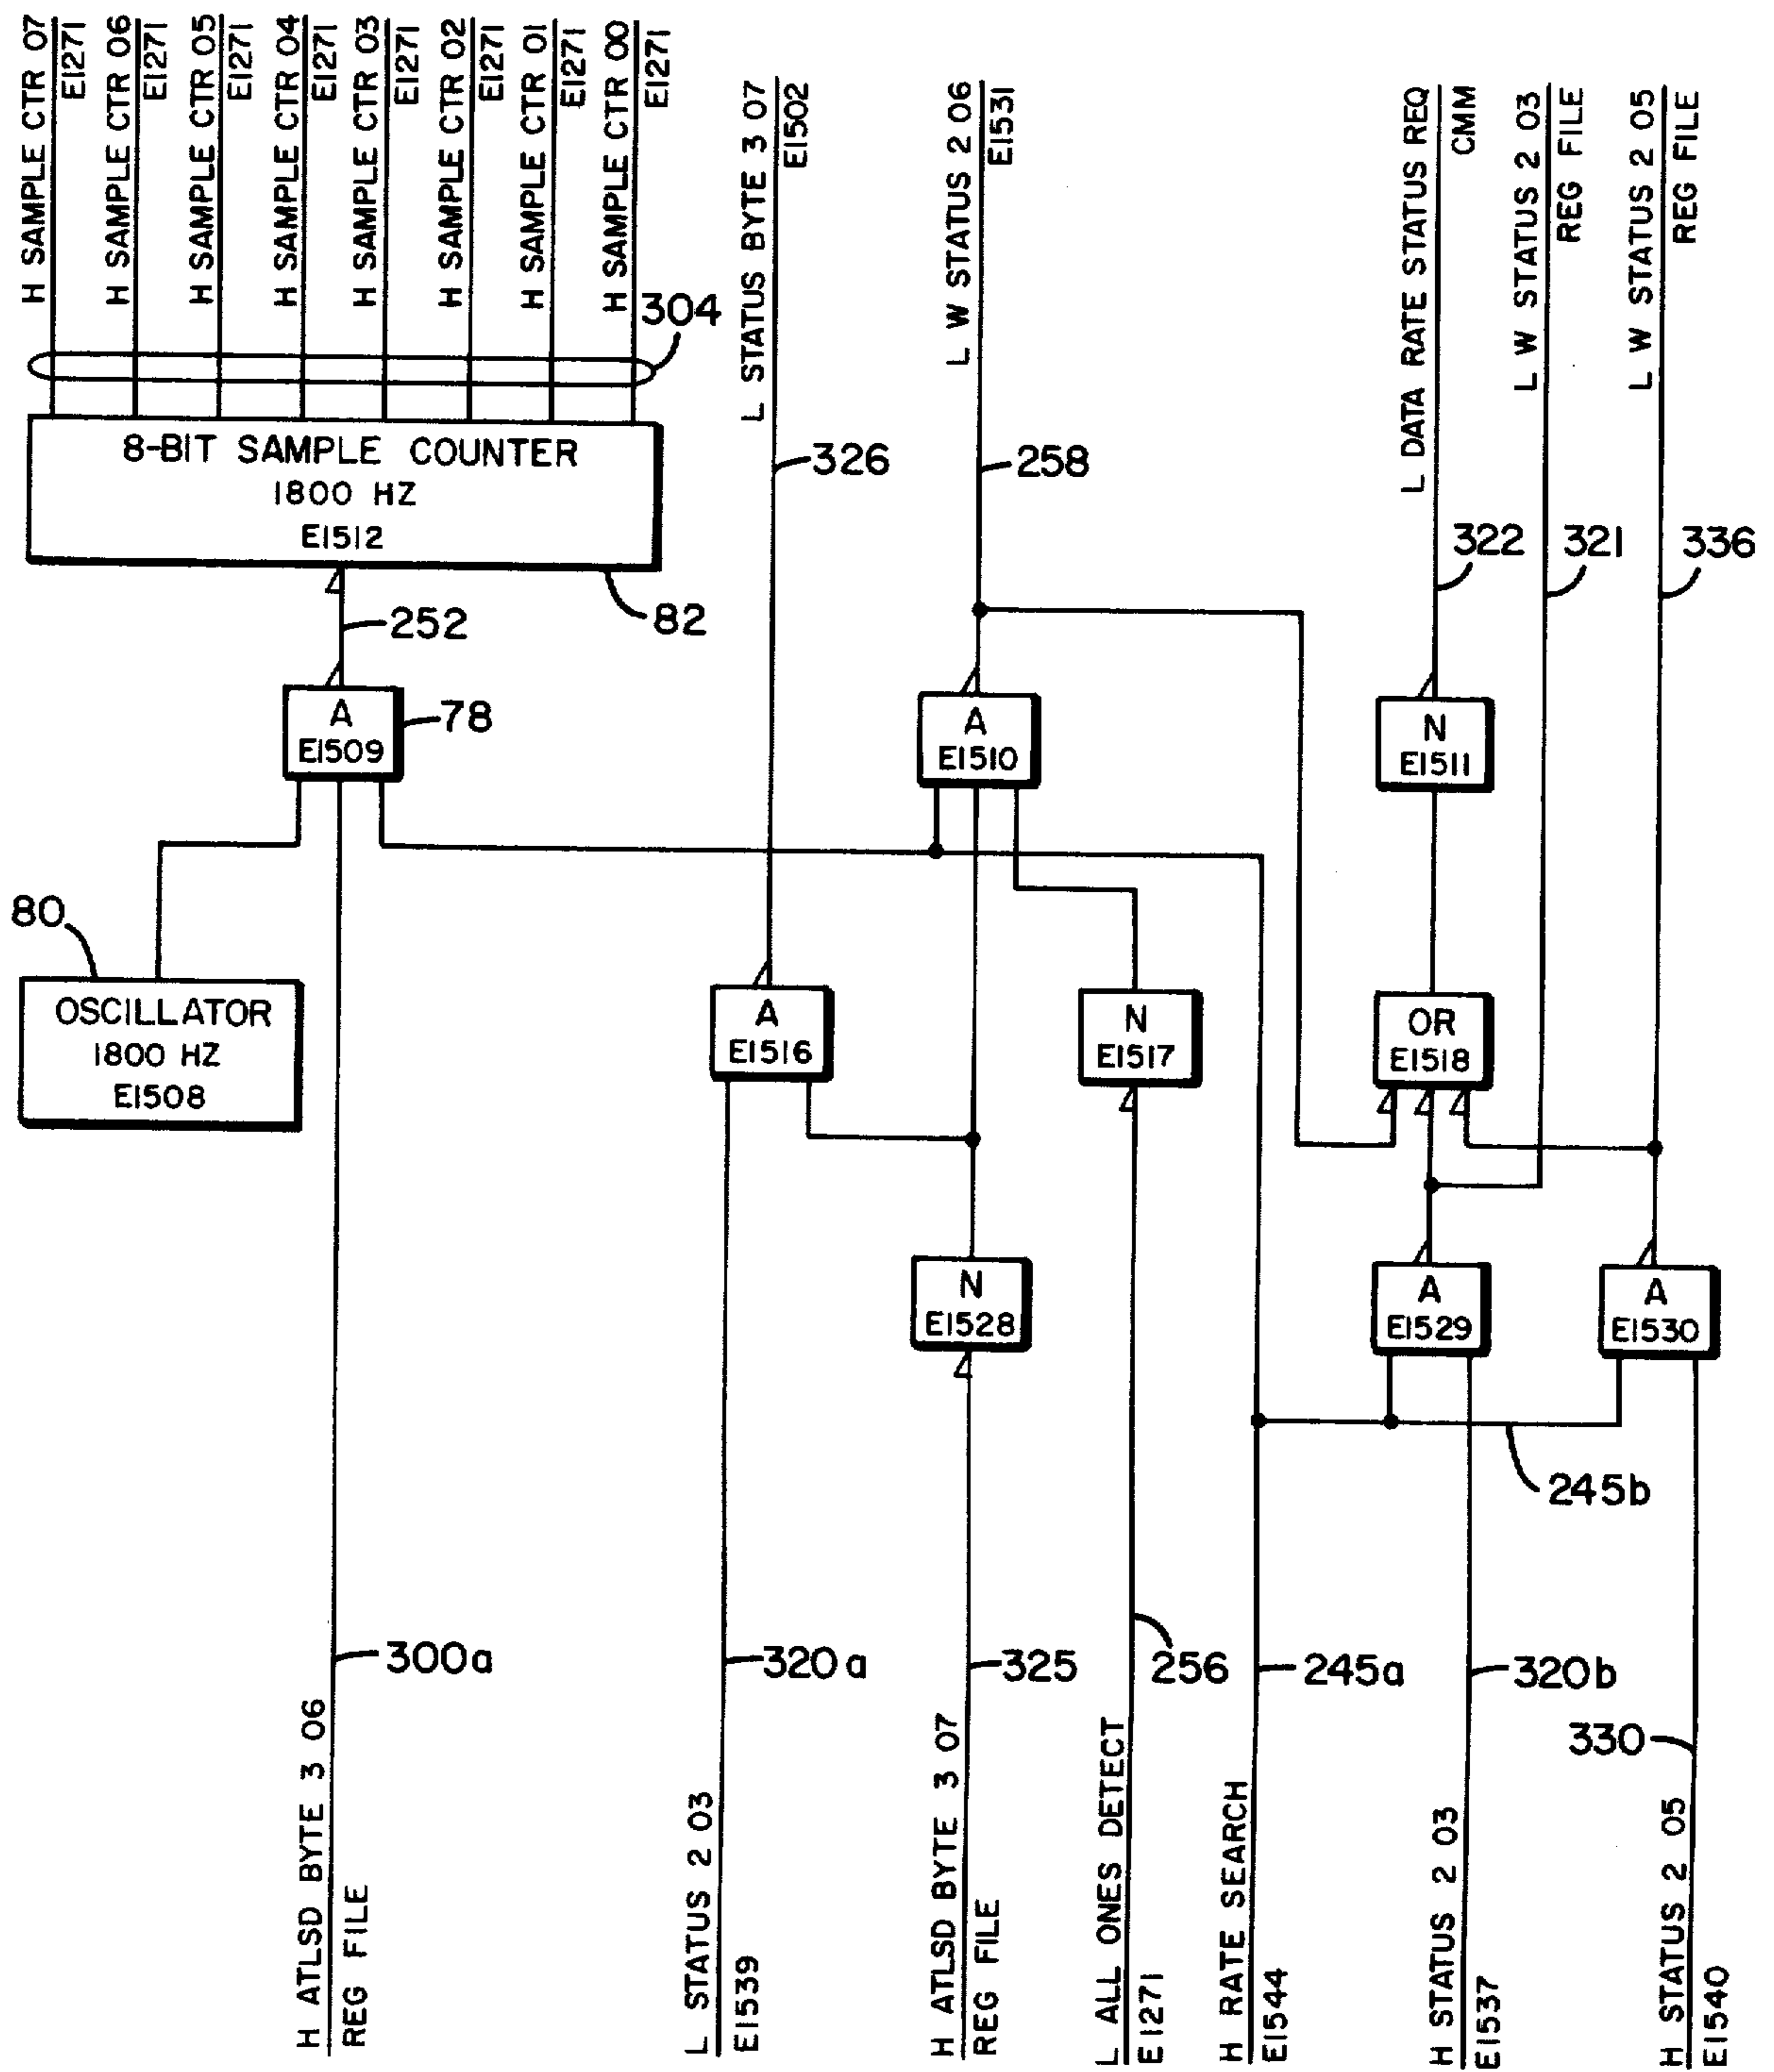 H SAMPLE CTR 07
E1271
H SAMPLE CTR 06
E1271
H SAMPLE CTR 05
E1271
H SAMPLE CTR 04
E1271
H SAMPLE CTR 03
E1271
H SAMPLE CTR 02
E1271
H SAMPLE CTR 01
E1271
H SAMPLE CTR 00
E1271
304
L STATUS BYTE 3 07
E1502
L W STATUS 2 06
E1531
L DATA RATE STATUS REQ
CMM
L W STATUS 2 03
REG FILE
L W STATUS 2 05
REG FILE
8-BIT SAMPLE COUNTER
1800 HZ
E1512
326
258
322
321
336
252
82
A
E1509
78
A
E1510
N
E1511
80
OSCILLATOR
1800 HZ
E1508
A
E1516
N
E1517
OR
E1518
N
E1528
A
E1529
A
E1530
245b
300a
320a
325
256
245a
320b
330
H ATLSD BYTE 3 06
REG FILE
L STATUS 2 03
E1539
H ATLSD BYTE 3 07
REG FILE
L ALL ONES DETECT
E1271
H RATE SEARCH
E1544
H STATUS 2 03
E1537
H STATUS 2 05
E1540